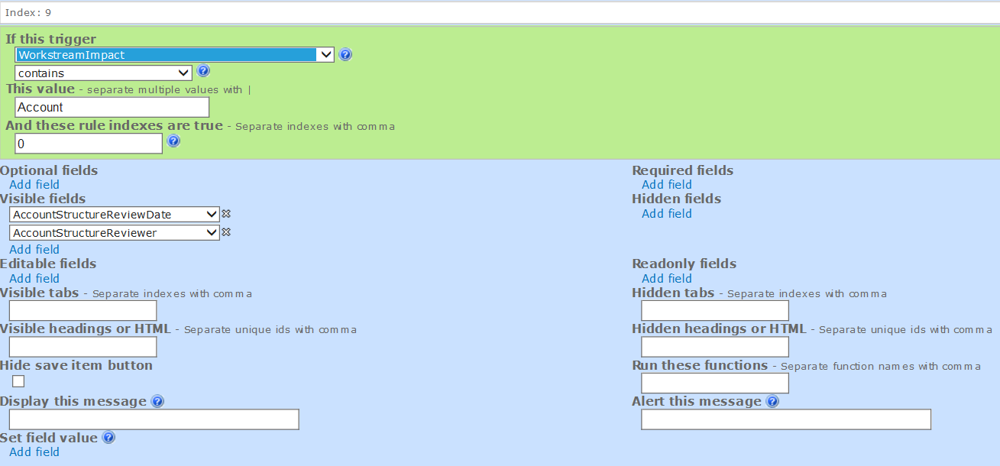 Index: 9
If this trigger
WorkstreamImpact
contains
This value - separate multiple values with |
Account
And these rule indexes are true - Separate indexes with comma
0
Optional fields
Add field
Required fields
Add field
Visible fields
AccountStructureReviewDate
AccountStructureReviewer
Add field
Hidden fields
Add field
Editable fields
Add field
Readonly fields
Add field
Visible tabs - Separate indexes with comma
Hidden tabs - Separate indexes with comma
Visible headings or HTML - Separate unique ids with comma
Hidden headings or HTML - Separate unique ids with comma
Hide save item button
Run these functions - Separate function names with comma
Display this message
Alert this message
Set field value
Add field